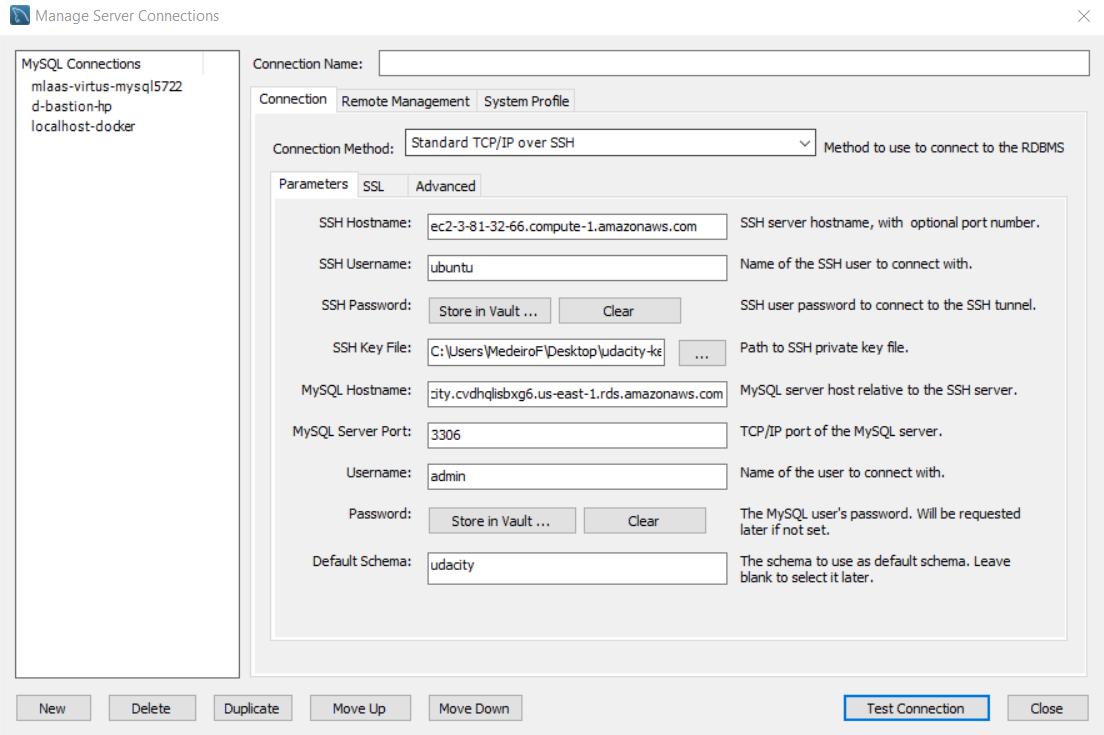 Manage Server Connections
MySQL Connections
mlaas-virtus-mysql5722
d-bastion-hp
localhost-docker
Connection Name:
Connection Remote Management System Profile
Connection Method: Standard TCP/IP over SSH Method to use to connect to the RDBMS
Parameters SSL Advanced
SSH Hostname: ec2-3-81-32-66.compute-1.amazonaws.com SSH server hostname, with optional port number.
SSH Username: ubuntu Name of the SSH user to connect with.
SSH Password: Store in Vault ... Clear SSH user password to connect to the SSH tunnel.
SSH Key File: C:\Users\MedeiroF\Desktop\udacity-ke ... Path to SSH private key file.
MySQL Hostname: city.cvdhqlisbxg6.us-east-1.rds.amazonaws.com MySQL server host relative to the SSH server.
MySQL Server Port: 3306 TCP/IP port of the MySQL server.
Username: admin Name of the user to connect with.
Password: Store in Vault ... Clear The MySQL user's password. Will be requested
later if not set.
Default Schema: udacity The schema to use as default schema. Leave
blank to select it later.
New Delete Duplicate Move Up Move Down Test Connection Close